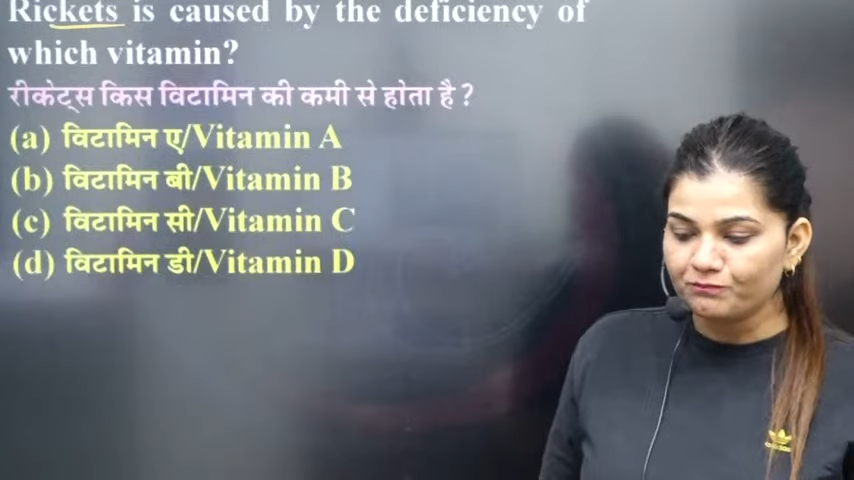 Rickets is caused by the deficiency of
which vitamin?
रीकेट्स किस विटामिन की कमी से होता है ?
(a) विटामिन ए/Vitamin A
(b) विटामिन बी/Vitamin B
(c) विटामिन सी/Vitamin C
(d) विटामिन डी/Vitamin D